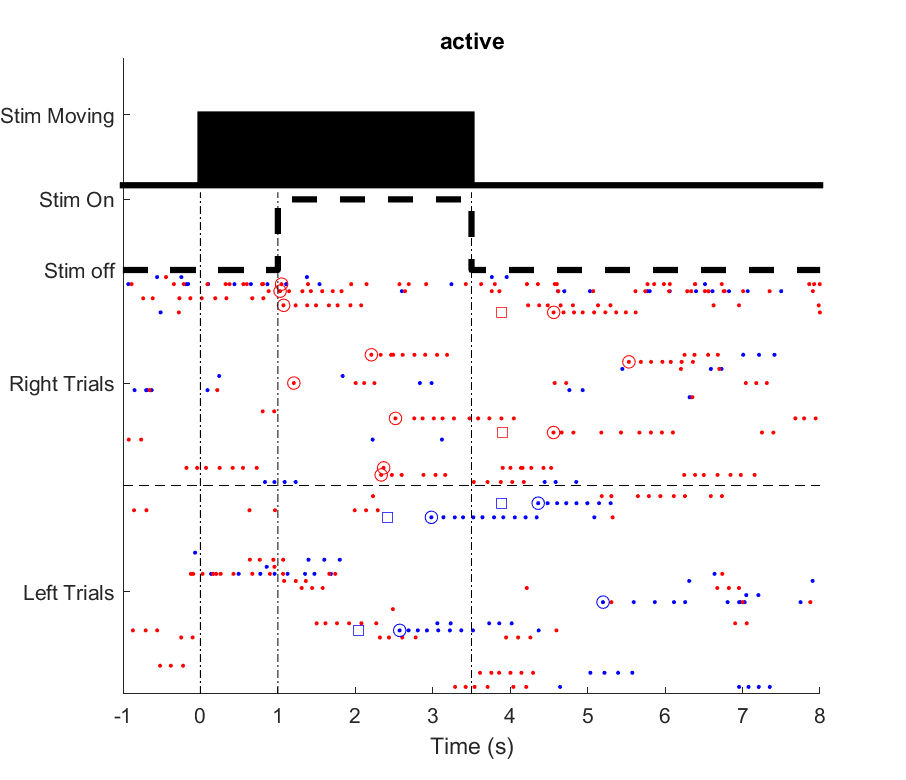 active
Stim Moving
Stim On
Stim off
Right Trials
Left Trials
-1 0 1 2 3 4 5 6 7 8
Time (s)